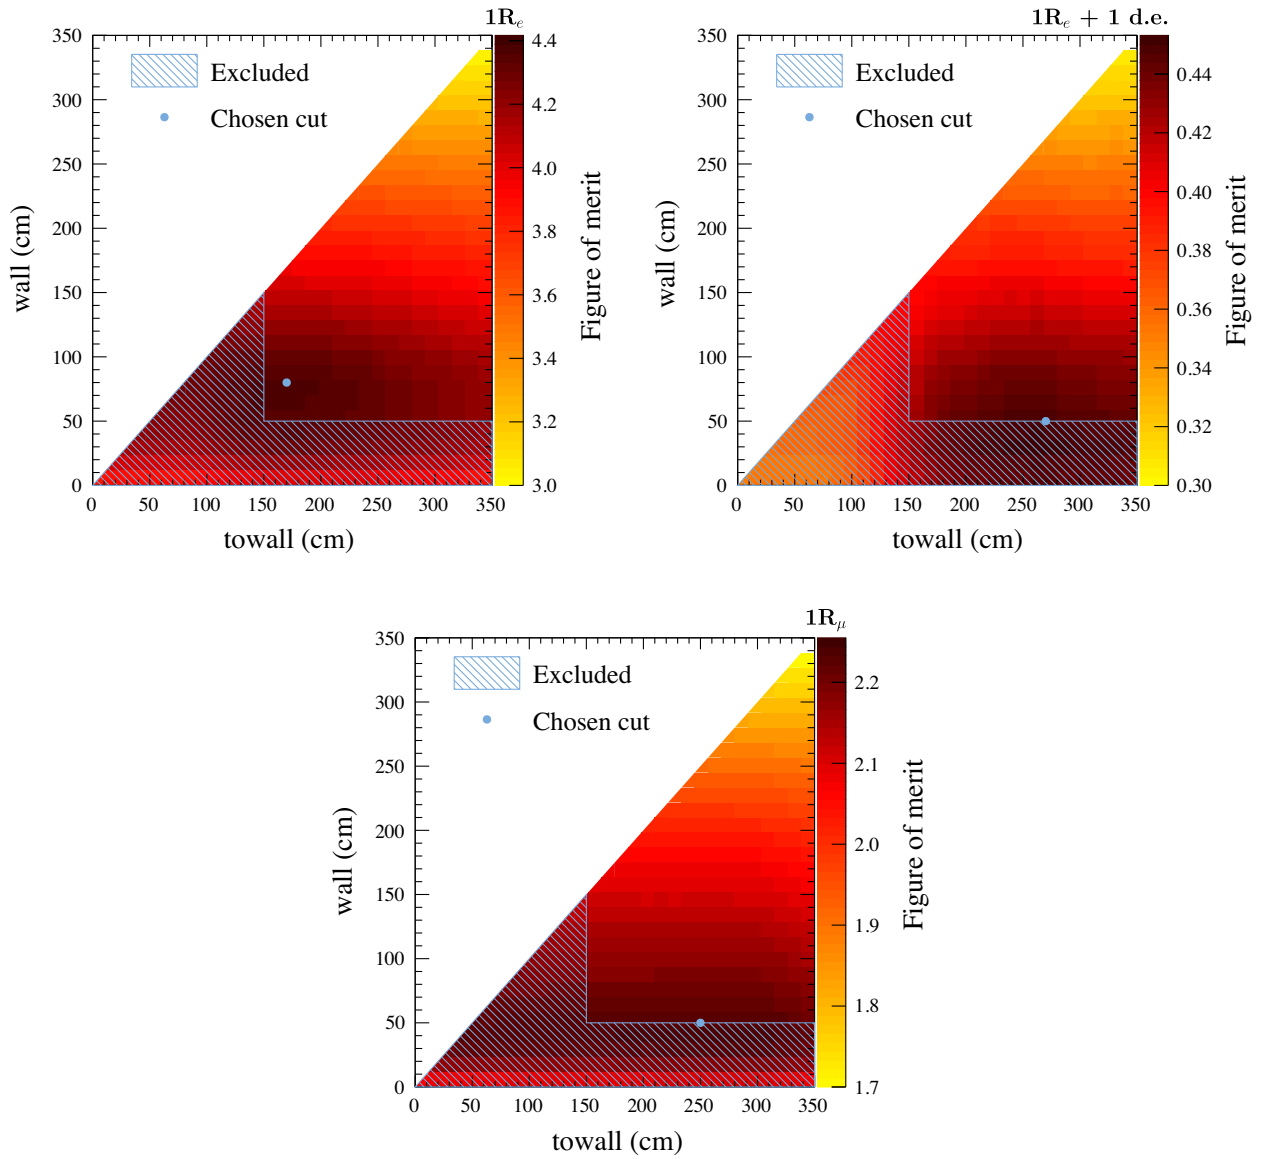 1Rₑ
Excluded
Chosen cut
350
300
250
200
150
100
50
0
wall (cm)
0 50 100 150 200 250 300 350
towall (cm)
4.4
4.2
4.0
3.8
3.6
3.4
3.2
3.0
Figure of merit
1Rₑ + 1 d.e.
Excluded
Chosen cut
350
300
250
200
150
100
50
0
wall (cm)
0 50 100 150 200 250 300 350
towall (cm)
0.44
0.42
0.40
0.38
0.36
0.34
0.32
0.30
Figure of merit
1R_μ
Excluded
Chosen cut
350
300
250
200
150
100
50
0
wall (cm)
0 50 100 150 200 250 300 350
towall (cm)
2.2
2.1
2.0
1.9
1.8
1.7
Figure of merit